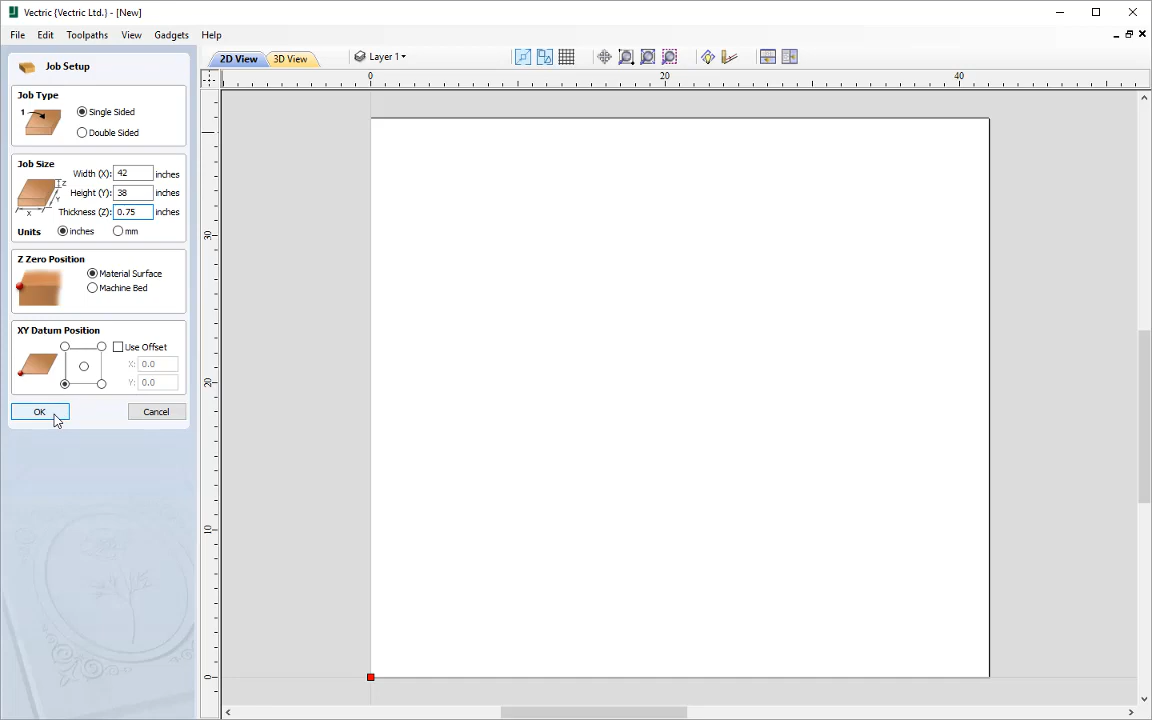 Vectric {Vectric Ltd.} - [New]
File Edit Toolpaths View Gadgets Help
2D View 3D View Layer 1
Job Setup
0 20 40
Job Type
1
Single Sided
Double Sided
Job Size
Width (X): 42 inches
Z
Height (Y): 38 inches
Y
Thickness (Z): 0.75 inches
X
Units inches mm
30
Z Zero Position
Material Surface
Machine Bed
XY Datum Position
Use Offset
X: 0.0
Y: 0.0
20
OK Cancel
10
0